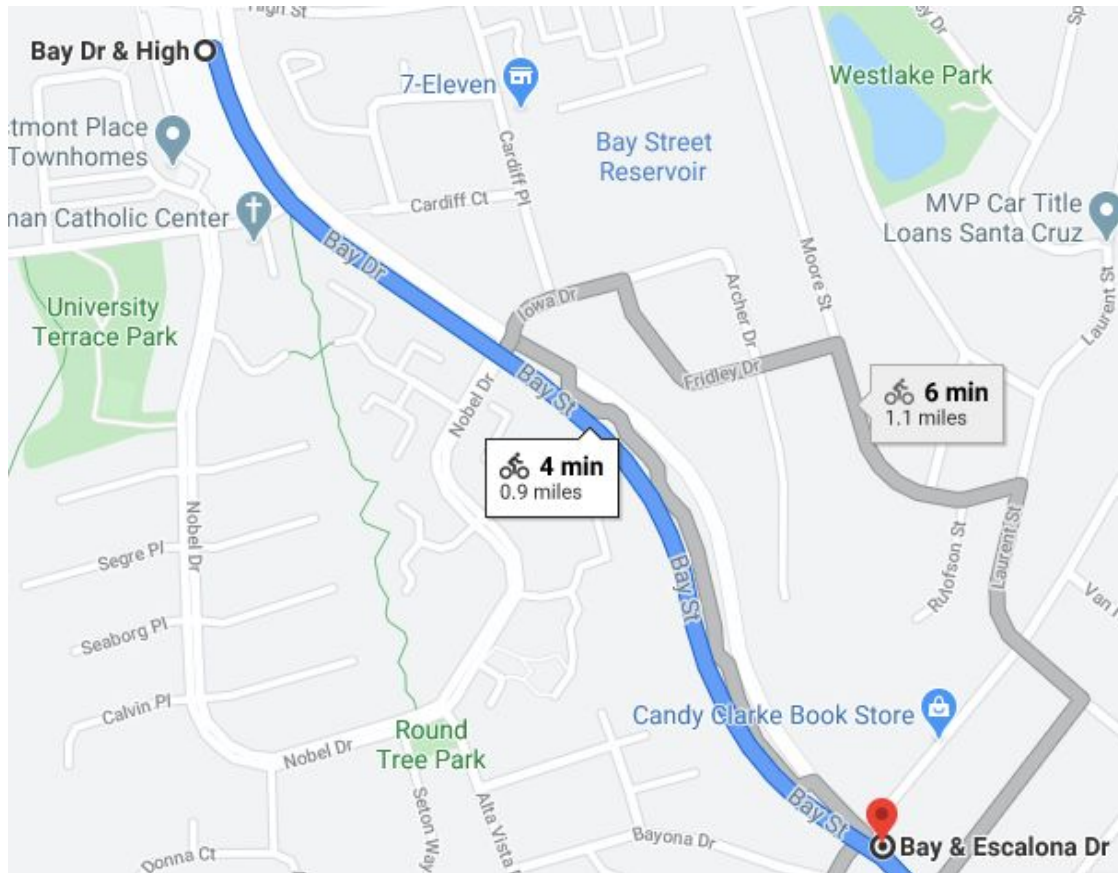 High St
Bay Dr & High
7-Eleven
Westlake Park
ctmont Place
Townhomes
Cardiff Pl
Bay Street
Reservoir
Cardiff Ct
man Catholic Center
MVP Car Title
Loans Santa Cruz
Bay Dr
Moore St
University
Terrace Park
Iowa Dr
Archer Dr
Laurent St
Fridley Dr
Bay St
6 min
1.1 miles
Nobel Dr
4 min
0.9 miles
Nobel Dr
Laurent St
Segre Pl
Bay St
Rulofson St
Van
Seaborg Pl
Calvin Pl
Candy Clarke Book Store
Round
Tree Park
Nobel Dr
Seton Way
Alta Vista
Bay St
Bayona Dr
Bay & Escalona Dr
Donna Ct